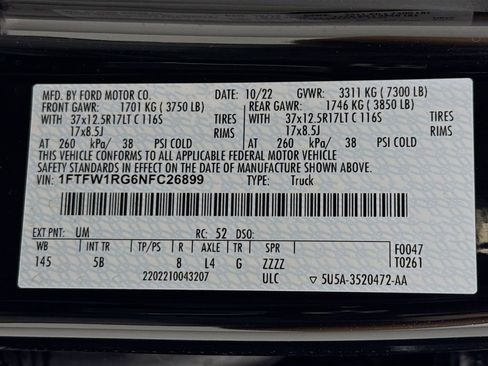 MFD. BY FORD MOTOR CO. DATE: 10/22 GVWR: 3311 KG (7300 LB)
FRONT GAWR: 1701 KG (3750 LB) REAR GAWR: 1746 KG (3850 LB)
WITH 37x12.5R17LT C 116S TIRES WITH 37x12.5R17LT C 116S TIRES
17x8.5J RIMS 17x8.5J RIMS
AT 260 kPa/ 38 PSI COLD AT 260 kPa/ 38 PSI COLD
THIS VEHICLE CONFORMS TO ALL APPLICABLE FEDERAL MOTOR VEHICLE
SAFETY STANDARDS IN EFFECT ON THE DATE OF MANUFACTURE SHOWN ABOVE.
VIN: 1FTFW1RG6NFC26899 TYPE: Truck
EXT PNT: UM RC: 52 DSO:
WB INT TR TP/PS R AXLE TR SPR F0047
145 5B 8 L4 G ZZZZ T0261
2202210043207 ULC 5U5A-3520472-AA